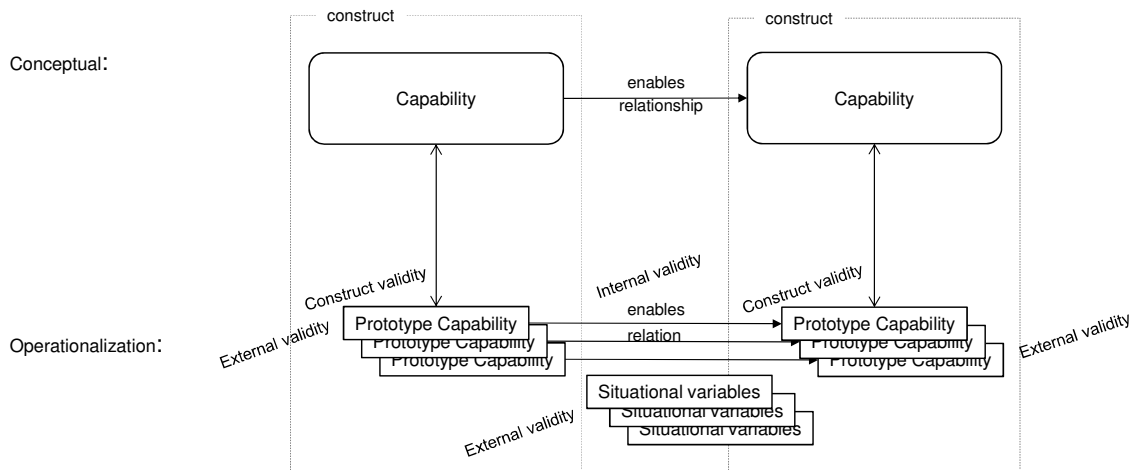 construct
construct
Conceptual:
Capability
enables
relationship
Capability
Construct validity
Internal validity
Construct validity
External validity
Operationalization:
Prototype Capability
Prototype Capability
Prototype Capability
enables
relation
Prototype Capability
Prototype Capability
Prototype Capability
External validity
External validity
Situational variables
Situational variables
Situational variables